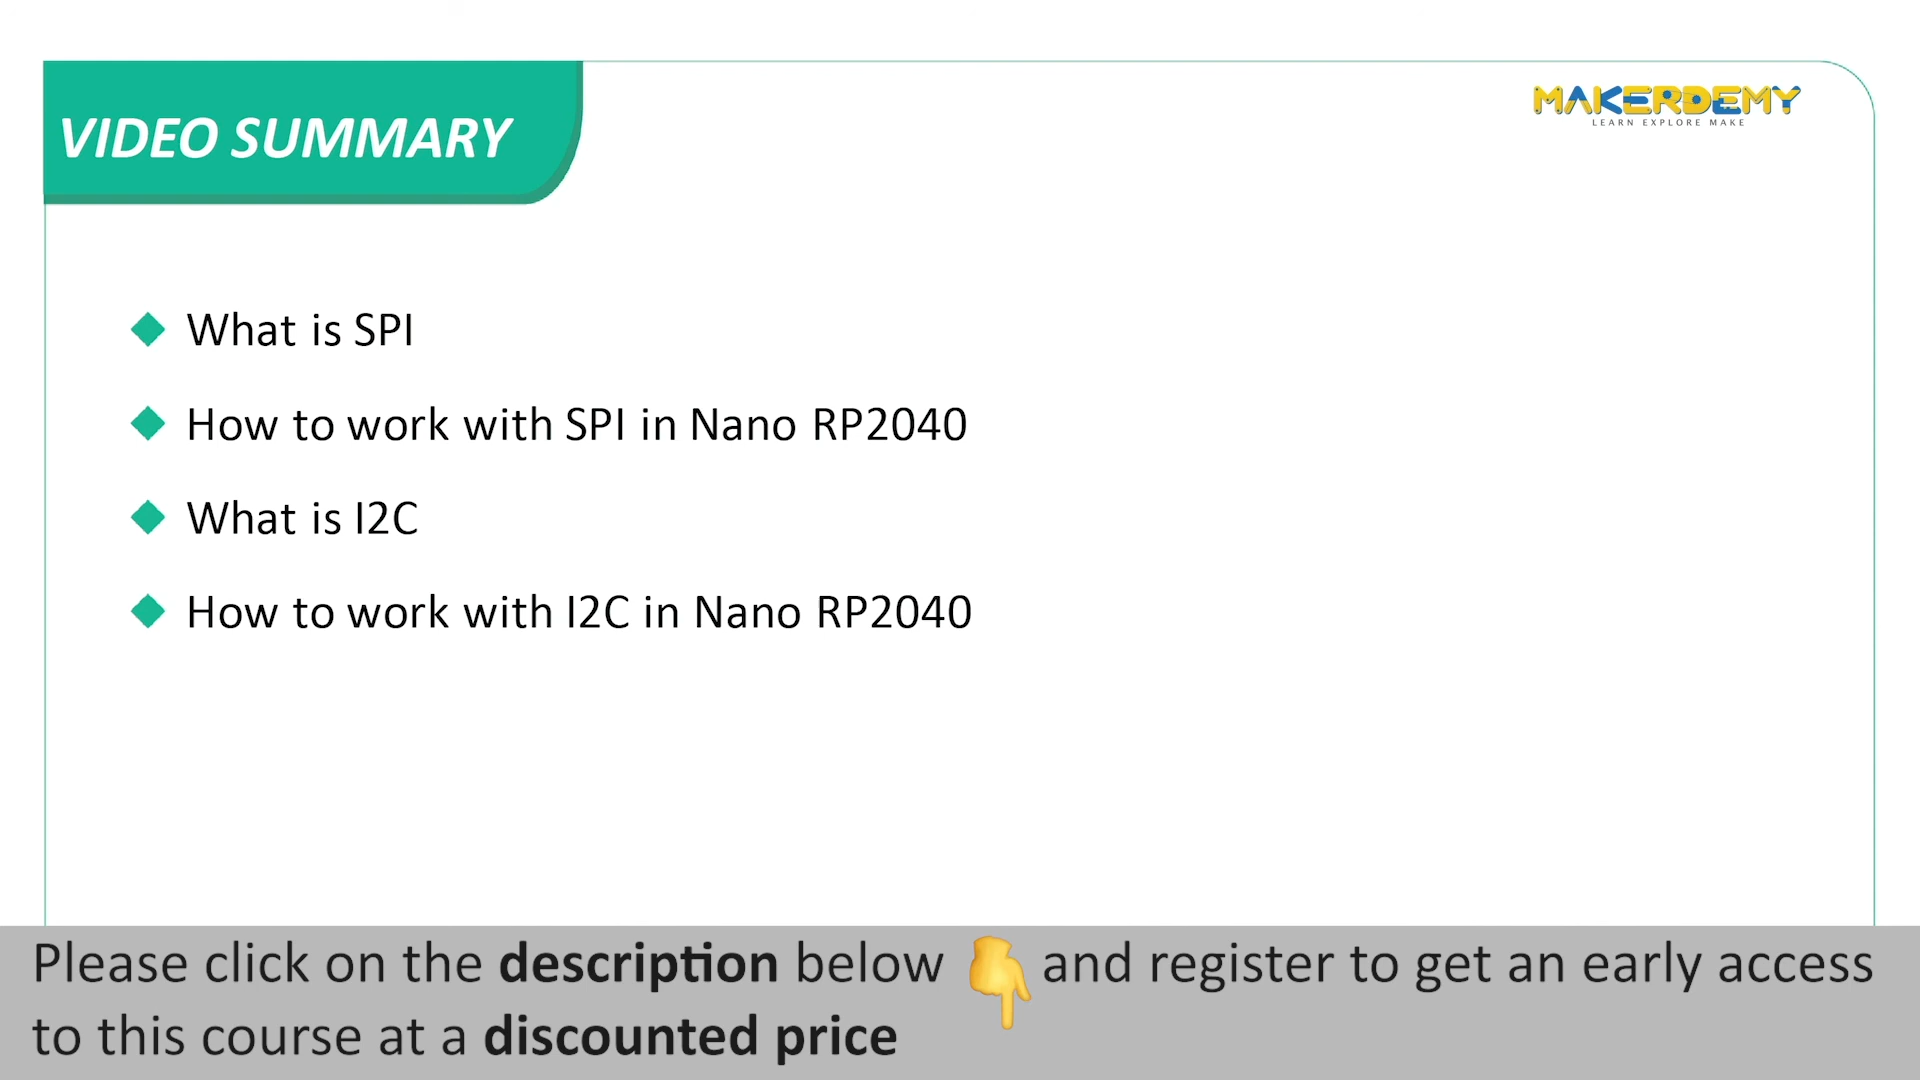 VIDEO SUMMARY
MAKERDEMY
LEARN EXPLORE MAKE
What is SPI
How to work with SPI in Nano RP2040
What is I2C
How to work with I2C in Nano RP2040
Please click on the description below 👇 and register to get an early access
to this course at a discounted price